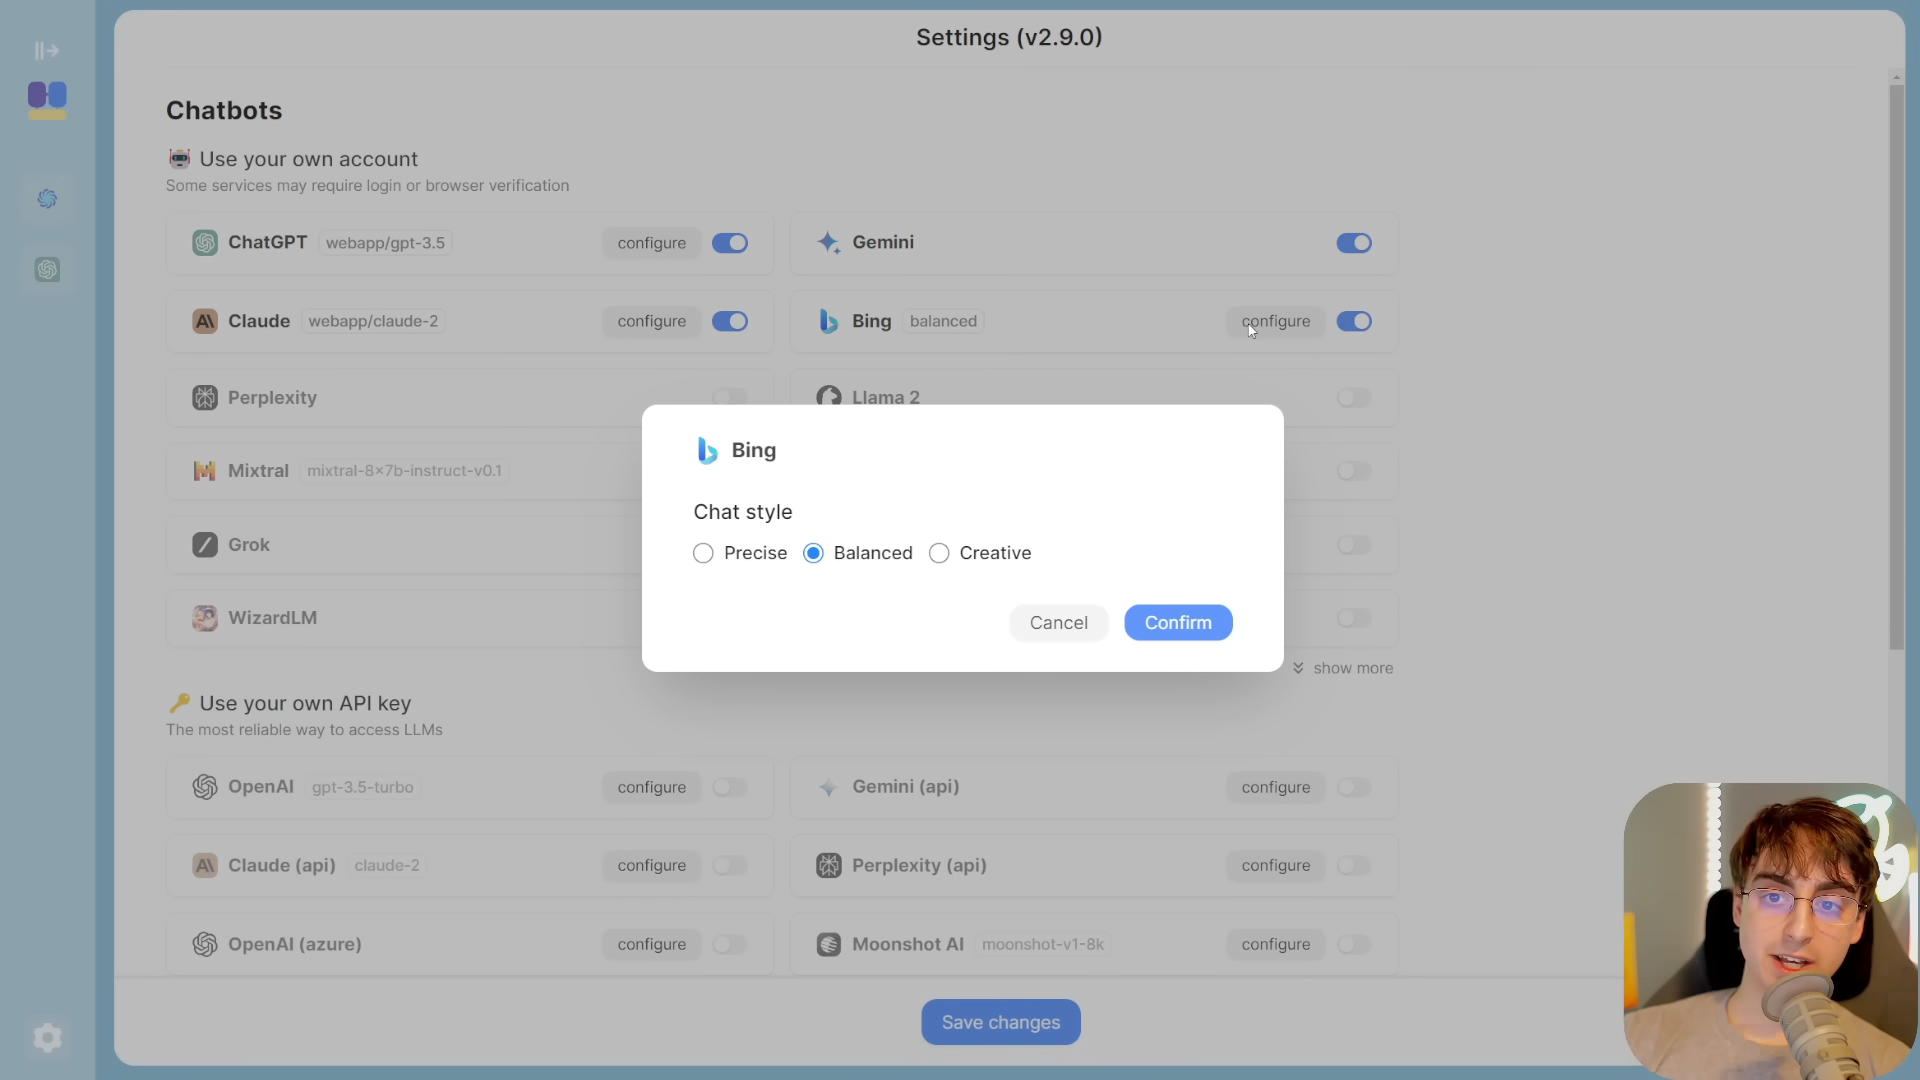 Settings (v2.9.0)
Chatbots
Use your own account
Some services may require login or browser verification
ChatGPT webapp/gpt-3.5 configure
Gemini
Claude webapp/claude-2 configure
Bing balanced configure
Perplexity
Llama 2
Mixtral mixtral-8x7b-instruct-v0.1
Grok
WizardLM
Bing
Chat style
Precise Balanced Creative
Cancel Confirm
show more
Use your own API key
The most reliable way to access LLMs
OpenAI gpt-3.5-turbo configure
Gemini (api) configure
Claude (api) claude-2 configure
Perplexity (api) configure
OpenAI (azure) configure
Moonshot AI moonshot-v1-8k configure
Save changes